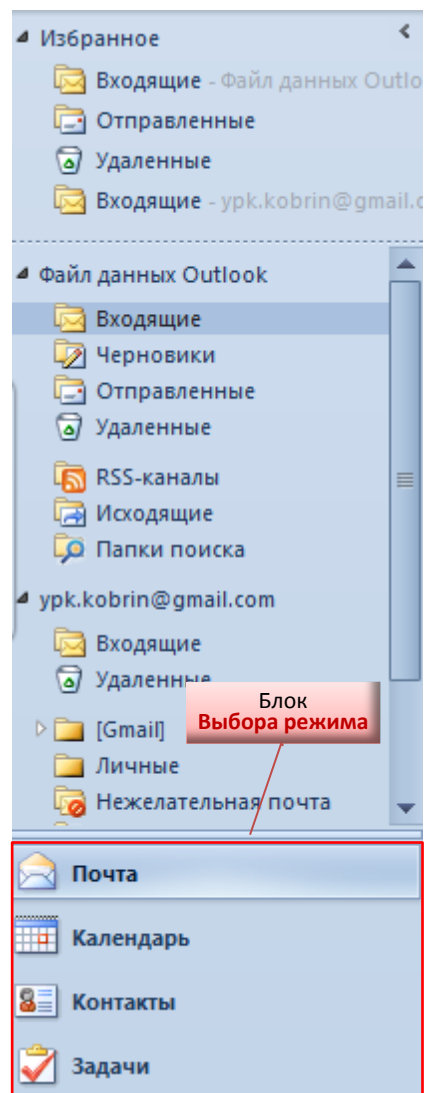 Избранное
Входящие - Файл данных Outlo
Отправленные
Удаленные
Входящие - ypk.kobrin@gmail.c
Файл данных Outlook
Входящие
Черновики
Отправленные
Удаленные
RSS-каналы
Исходящие
Папки поиска
ypk.kobrin@gmail.com
Входящие
Удаленные
Блок
Выбора режима
[Gmail]
Личные
Нежелательная почта
Почта
Календарь
Контакты
Задачи